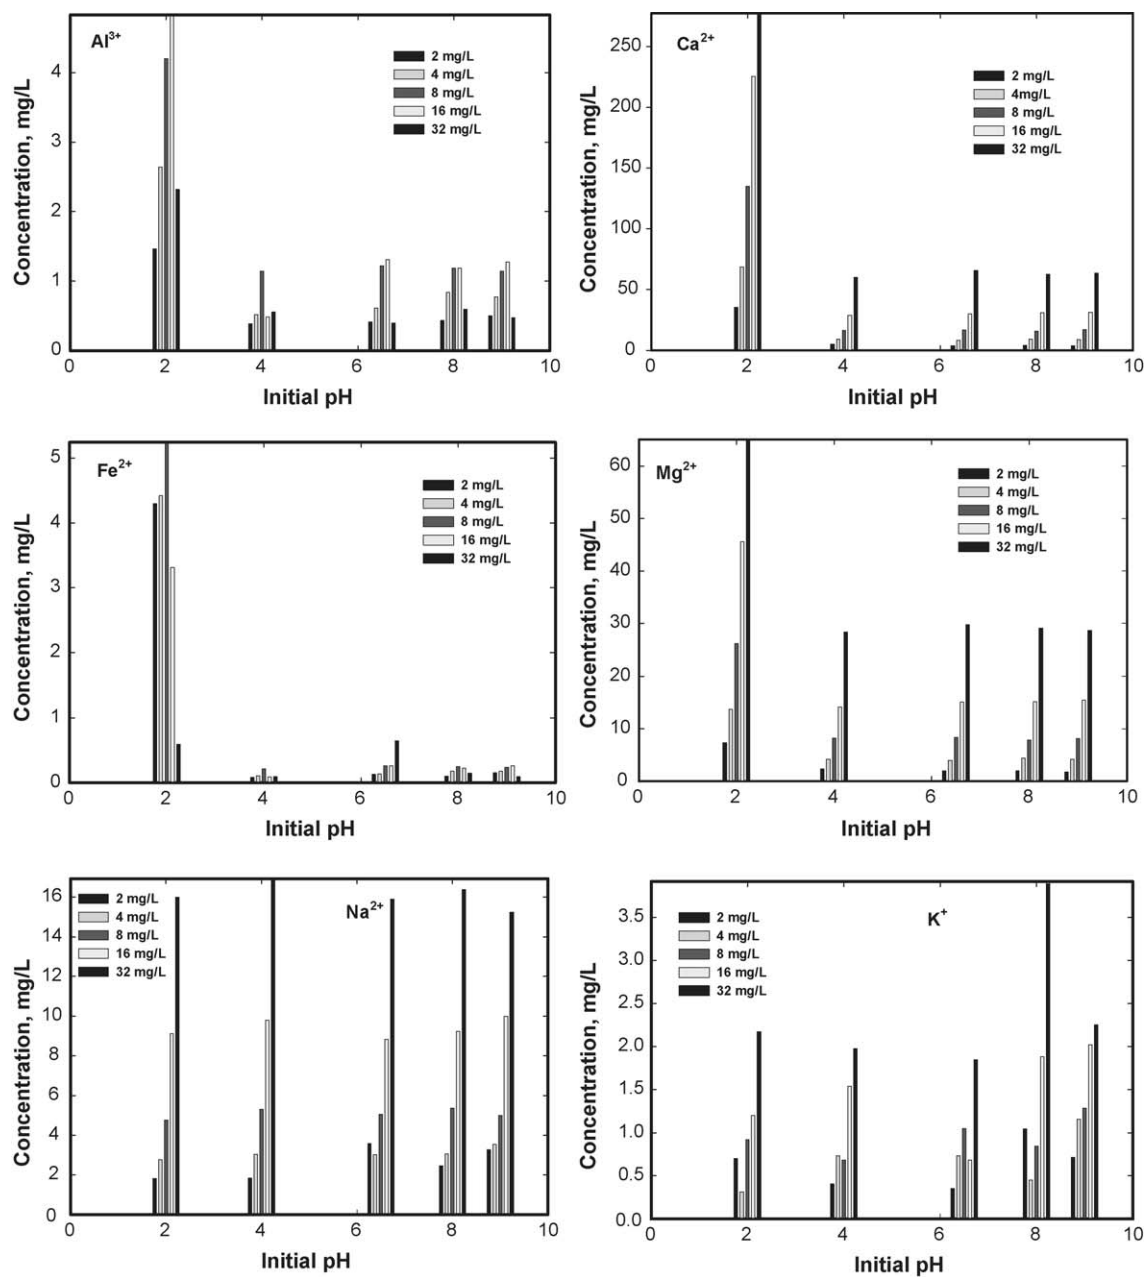 Al3+
Concentration, mg/L
4
3
2
1
0
0 2 4 6 8 10
Initial pH
2 mg/L
4 mg/L
8 mg/L
16 mg/L
32 mg/L
Ca2+
Concentration, mg/L
250
200
150
100
50
0
0 2 4 6 8 10
Initial pH
2 mg/L
4mg/L
8 mg/L
16 mg/L
32 mg/L
Fe2+
Concentration, mg/L
5
4
3
2
1
0
0 2 4 6 8 10
Initial pH
2 mg/L
4 mg/L
8 mg/L
16 mg/L
32 mg/L
Mg2+
Concentration, mg/L
60
50
40
30
20
10
0
0 2 4 6 8 10
Initial pH
2 mg/L
4 mg/L
8 mg/L
16 mg/L
32 mg/L
Na2+
Concentration, mg/L
16
14
12
10
8
6
4
2
0
0 2 4 6 8 10
Initial pH
2 mg/L
4 mg/L
8 mg/L
16 mg/L
32 mg/L
K+
Concentration, mg/L
3.5
3.0
2.5
2.0
1.5
1.0
0.5
0.0
0 2 4 6 8 10
Initial pH
2 mg/L
4 mg/L
8 mg/L
16 mg/L
32 mg/L